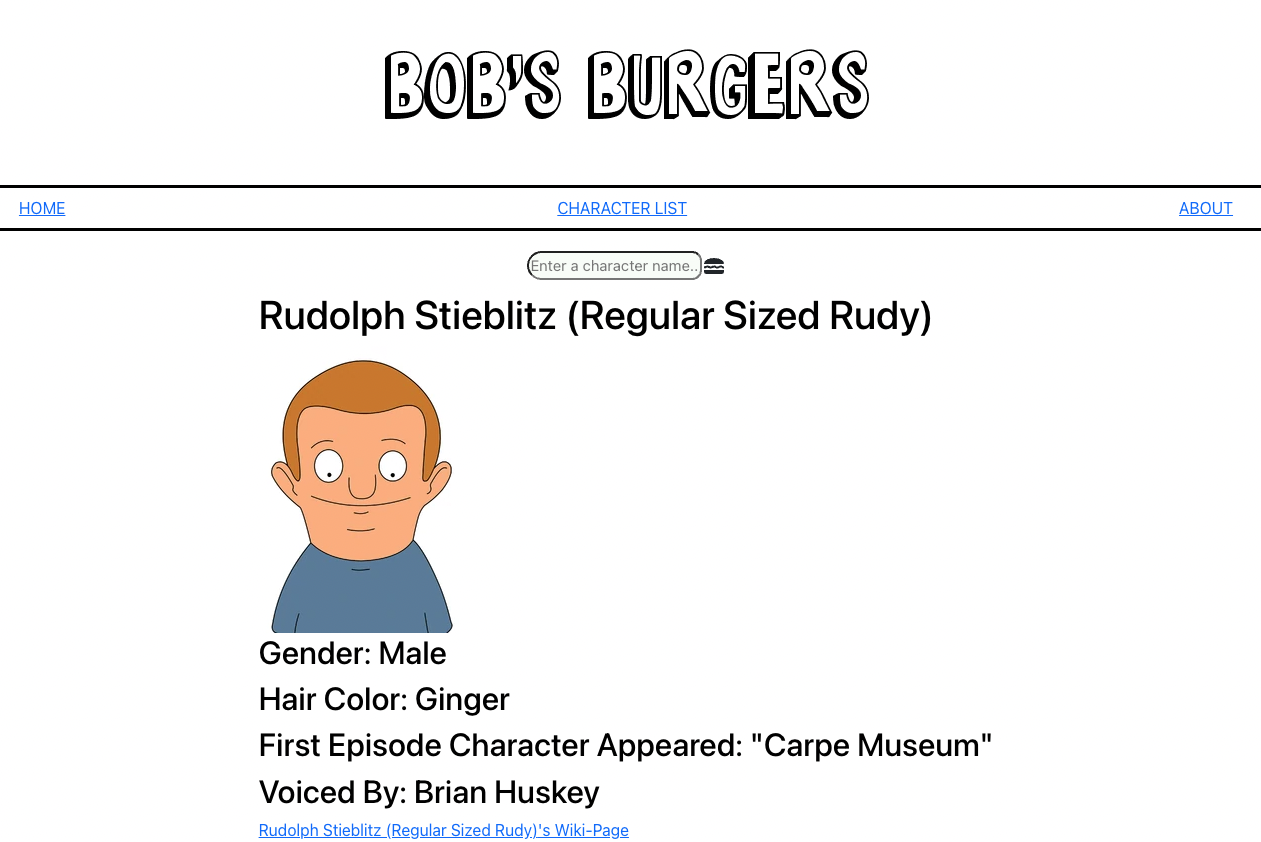 BOB'S BURGERS
HOME
CHARACTER LIST
ABOUT
Enter a character name..
Rudolph Stieblitz (Regular Sized Rudy)
Gender: Male
Hair Color: Ginger
First Episode Character Appeared: "Carpe Museum"
Voiced By: Brian Huskey
Rudolph Stieblitz (Regular Sized Rudy)'s Wiki-Page